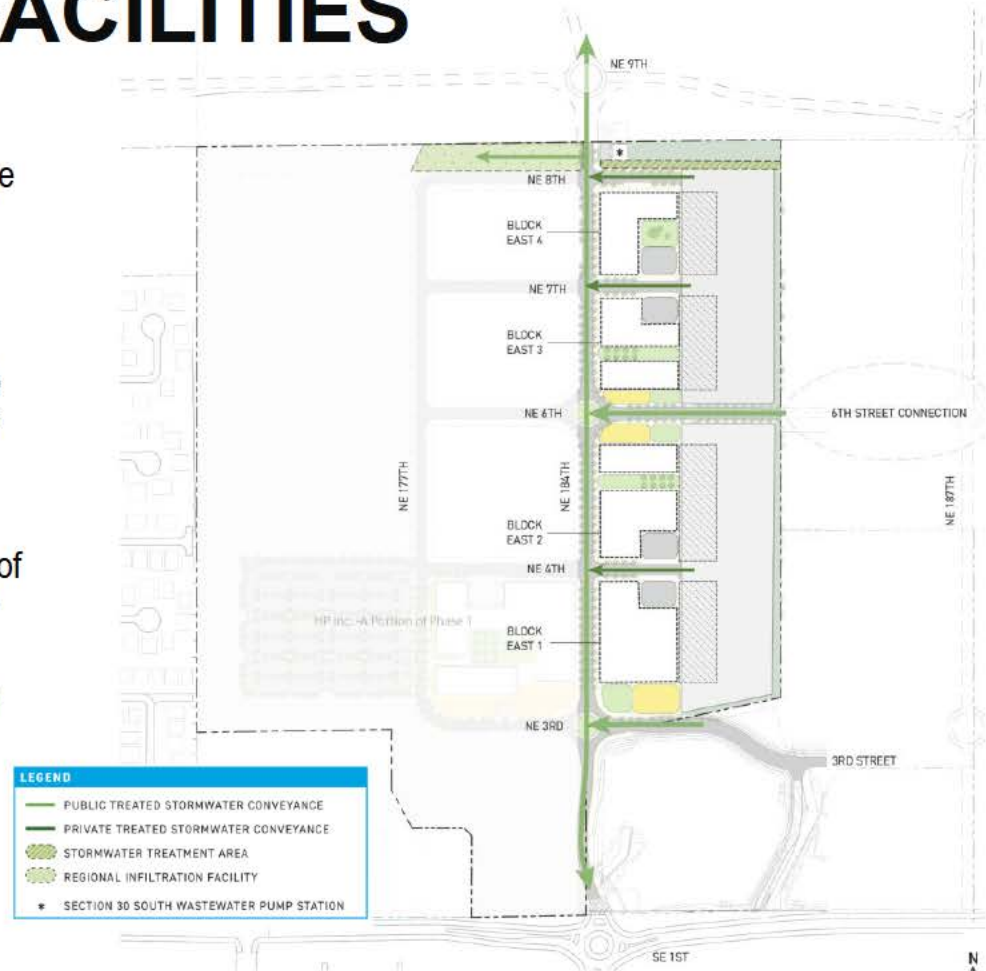 ACILITIES
e
of
NE 9TH
NE 8TH
BLOCK
EAST 4
NE 7TH
BLOCK
EAST 3
NE 6TH
6TH STREET CONNECTION
NE 177TH
NE 184TH
NE 187TH
BLOCK
EAST 2
NE 4TH
HP Inc. -A Portion of Phase 1
BLOCK
EAST 1
NE 3RD
3RD STREET
LEGEND
PUBLIC TREATED STORMWATER CONVEYANCE
PRIVATE TREATED STORMWATER CONVEYANCE
STORMWATER TREATMENT AREA
REGIONAL INFILTRATION FACILITY
* SECTION 30 SOUTH WASTEWATER PUMP STATION
SE 1ST
N